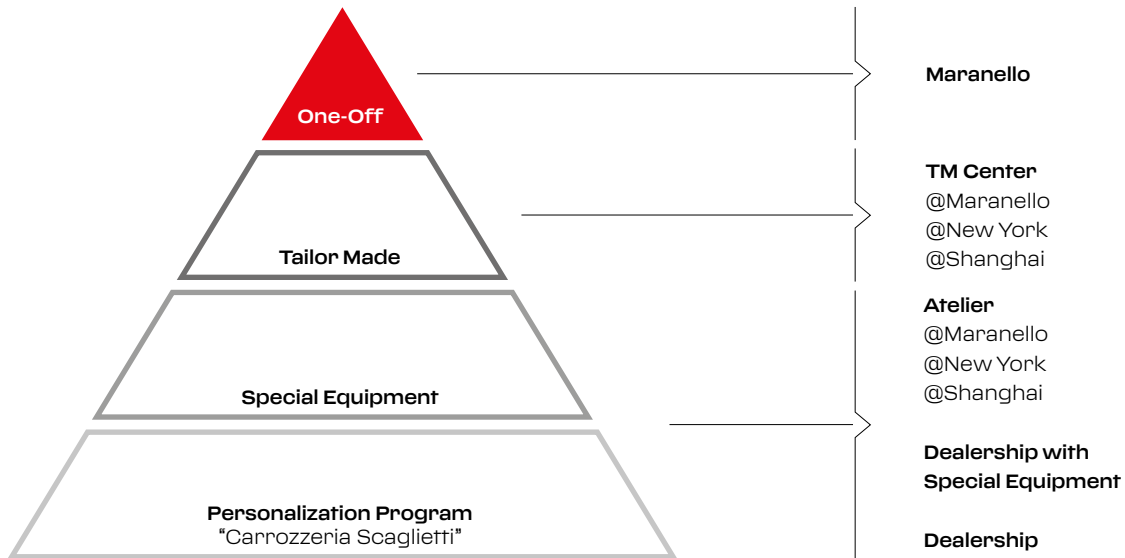 One-Off
Tailor Made
Special Equipment
Personalization Program
“Carrozzeria Scaglietti”
Maranello
TM Center
@Maranello
@New York
@Shanghai
Atelier
@Maranello
@New York
@Shanghai
Dealership with
Special Equipment
Dealership